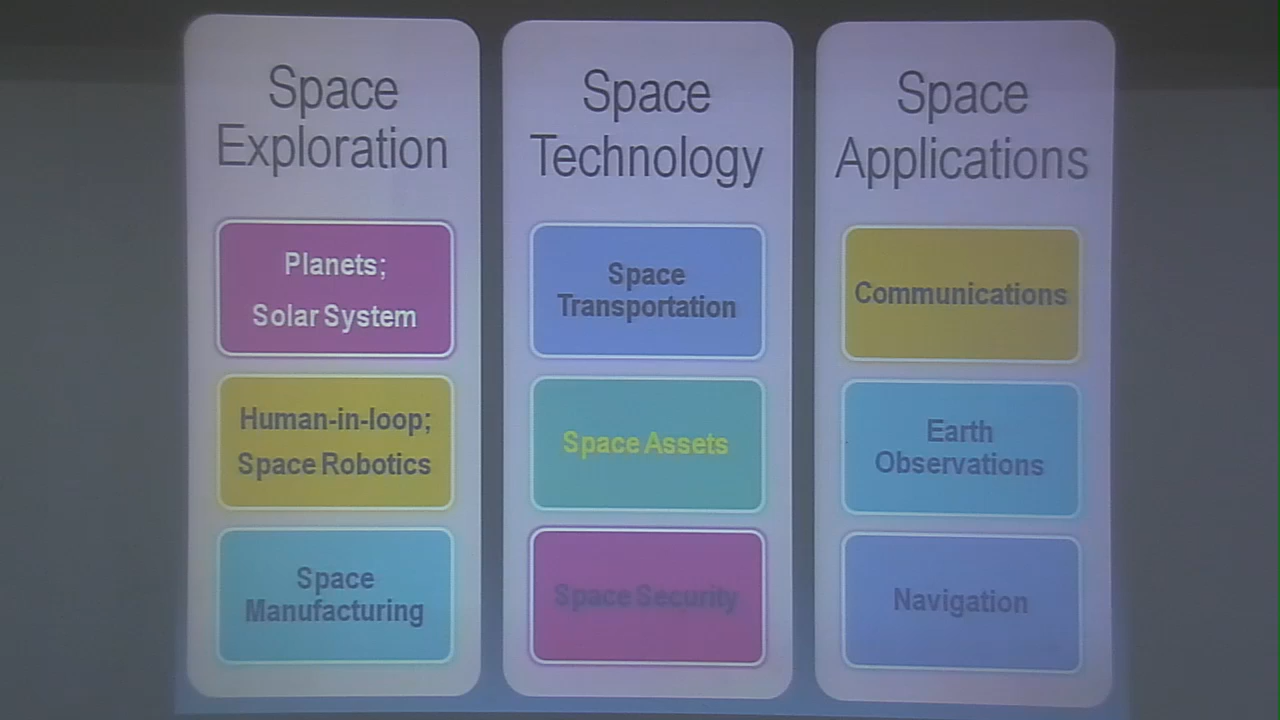 Space
Exploration
Planets;
Solar System
Human-in-loop;
Space Robotics
Space
Manufacturing
Space
Technology
Space
Transportation
Space Assets
Space Security
Space
Applications
Communications
Earth
Observations
Navigation